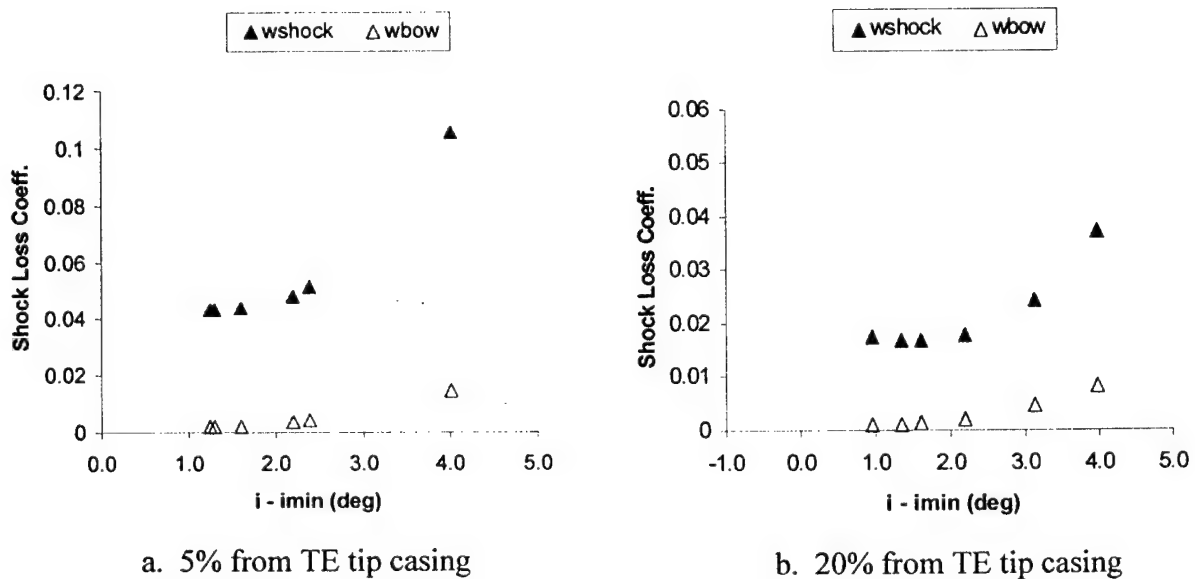 ▲ wshock △ wbow
0.12
0.1
0.08
0.06
0.04
0.02
0
Shock Loss Coeff.
0.0 1.0 2.0 3.0 4.0 5.0
i - imin (deg)
a. 5% from TE tip casing
▲ wshock △ wbow
0.06
0.05
0.04
0.03
0.02
0.01
0
Shock Loss Coeff.
-1.0 0.0 1.0 2.0 3.0 4.0 5.0
i - imin (deg)
b. 20% from TE tip casing